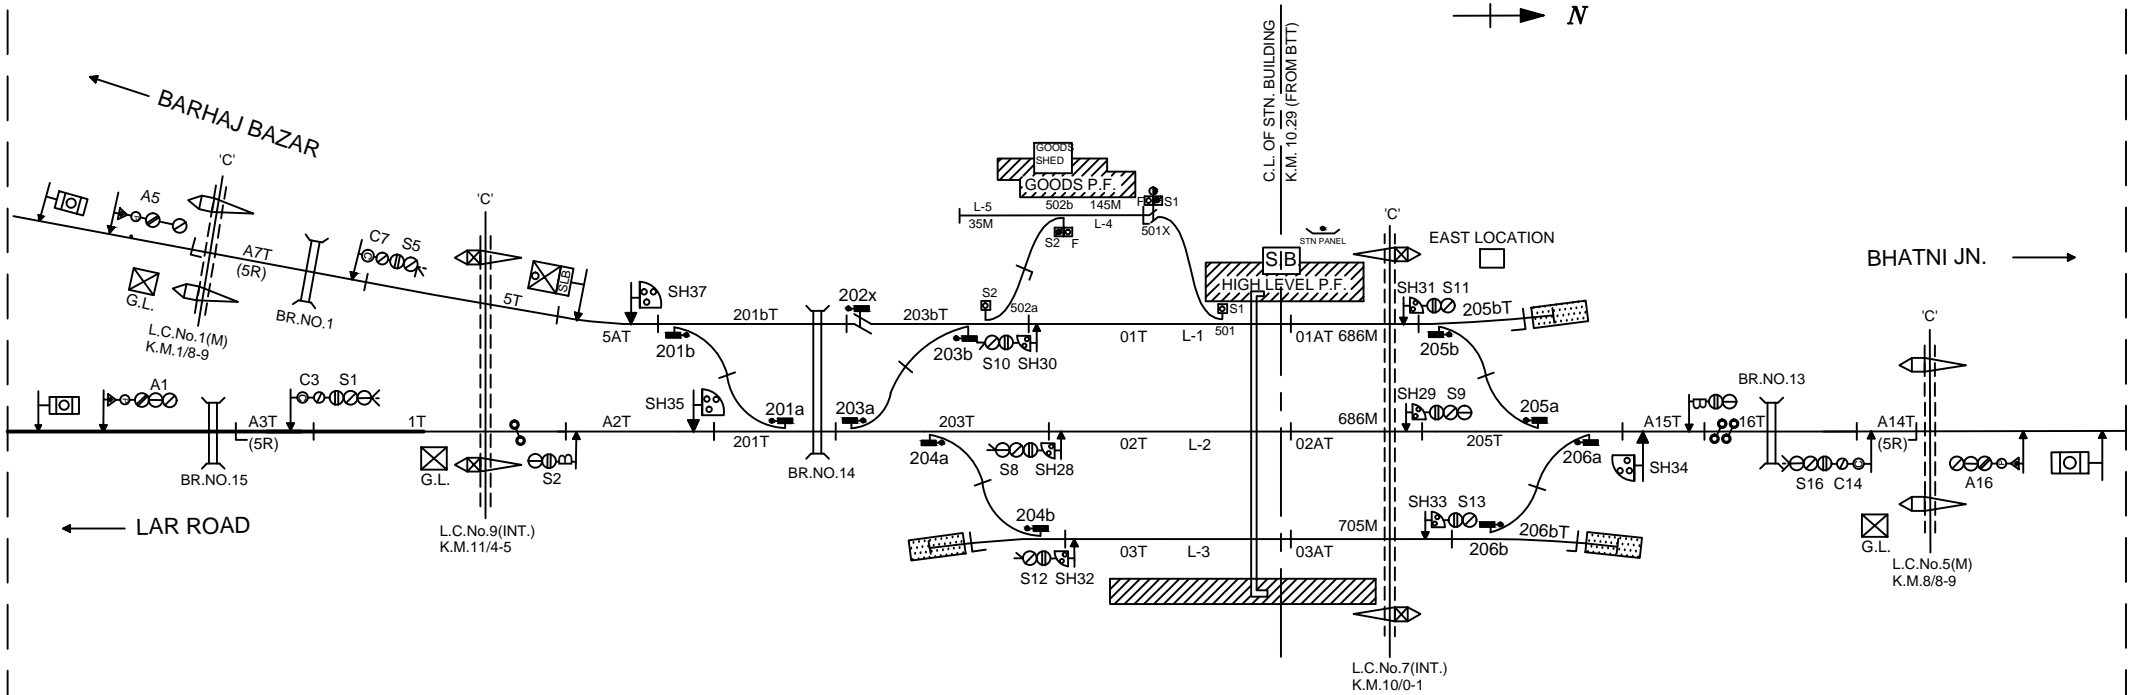 N
C.L. OF STN. BUILDING
K.M. 10.29 (FROM BTT)
BARHAJ BAZAR
'C'
A5
A7T
(5R)
G.L.
L.C.No.1(M)
K.M.1/8-9
BR.NO.1
C7 S5
'C'
5T
SLB
SH37
5AT
201b
201bT
202x
203bT
203b
GOODS
SHED
GOODS P.F.
L-5
35M
502b
145M
L-4
F S1
501X
S2 F
S2
502a
S10 SH30
01T
L-1
S1
501
STN PANEL
SB
HIGH LEVEL P.F.
01AT
686M
'C'
EAST LOCATION
SH31 S11
205bT
205b
BHATNI JN.
'C'
A1
BR.NO.15
A3T
(5R)
C3 S1
1T
G.L.
B
S2
A2T
SH35
201T
201a
BR.NO.14
203a
203T
204a
S8 SH28
02T
L-2
02AT
686M
SH29 S9
205T
205a
206a
A15T
SH34
B
16T
BR.NO.13
S16 C14
A14T
(5R)
A16
G.L.
L.C.No.5(M)
K.M.8/8-9
LAR ROAD
L.C.No.9(INT.)
K.M.11/4-5
204b
S12 SH32
03T
L-3
03AT
705M
SH33 S13
206b
206bT
L.C.No.7(INT.)
K.M.10/0-1